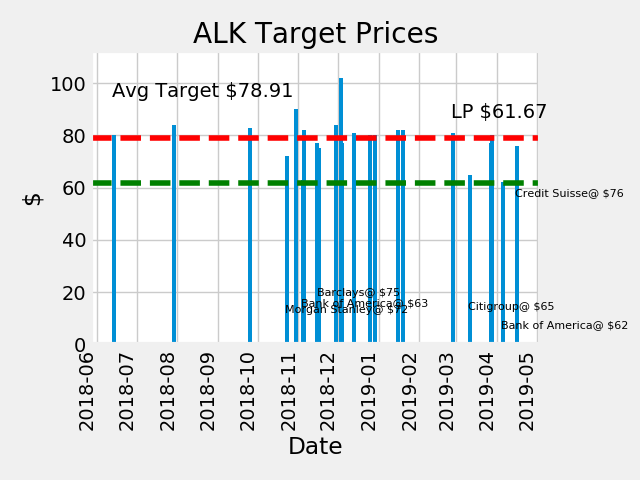 ALK Target Prices
Avg Target $78.91
LP $61.67
Credit Suisse@ $76
Barclays@ $75
Bank of America@ $63
Morgan Stanley@ $72
Citigroup@ $65
Bank of America@ $62
$
100
80
60
40
20
0
2018-06
2018-07
2018-08
2018-09
2018-10
2018-11
2018-12
2019-01
2019-02
2019-03
2019-04
2019-05
Date